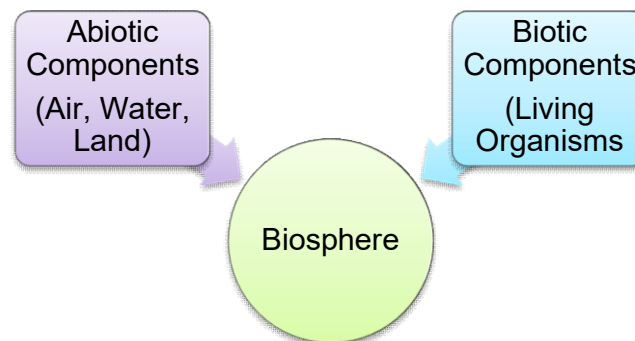 Abiotic
Components
(Air, Water,
Land)
Biotic
Components
(Living
Organisms
Biosphere